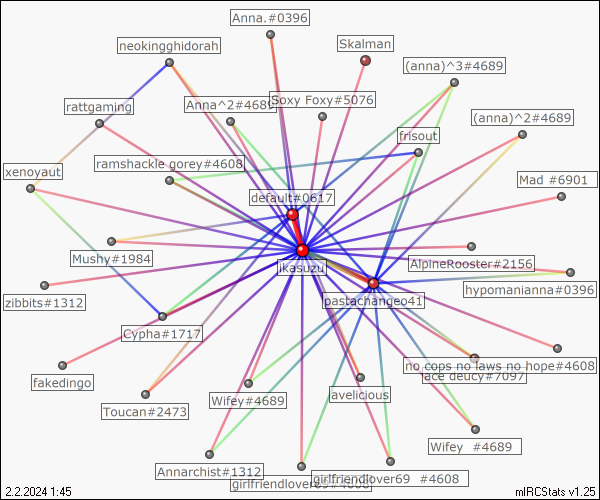 Anna.#0396
neokingghidorah
Skalman
(anna)^3#4689
rattgaming
Anna^2#4689
Soxy Foxy#5076
(anna)^2#4689
frisout
xenoyaut
ramshackle gorey#4608
Mad #6901
default#0617
Mushy#1984
ikasuzu
AlpineRooster#2156
zibbits#1312
pastachangeo41
hypomanianna#0396
Cypha#1717
no cops no laws no hope#4608
ace deucy#7097
fakedingo
Toucan#2473
Wifey#4689
avelicious
Wifey #4689
Annarchist#1312
girlfriendlover69#4608
girlfriendlover69 #4608
2.2.2024 1:45
mIRCStats v1.25